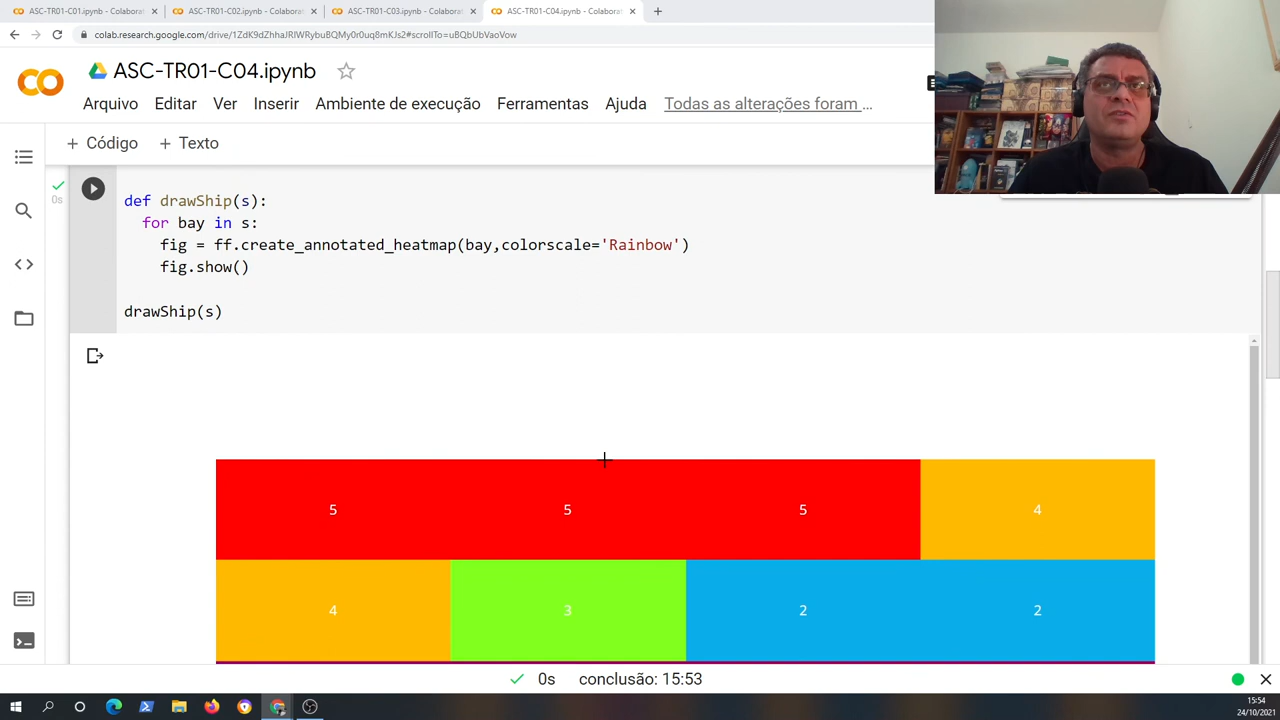 ASC-TR01-C01.ipynb - Colaborat
ASC-TR01-C02.ipynb - Colaborat
ASC-TR01-C03.ipynb - Colaborat
ASC-TR01-C04.ipynb - Colaborat
colab.research.google.com/drive/1ZdK9dZhhaJRIWRybuBQMy0r0uq8mKJs2#scrollTo=uBQbUbVaoVow
ASC-TR01-C04.ipynb
Arquivo Editar Ver Inserir Ambiente de execução Ferramentas Ajuda Todas as alterações foram ...
+ Código + Texto
0s
def drawShip(s):
for bay in s:
fig = ff.create_annotated_heatmap(bay,colorscale='Rainbow')
fig.show()
drawShip(s)
5 5 5 4
4 3 2 2
0s conclusão: 15:53
15:54
24/10/2021